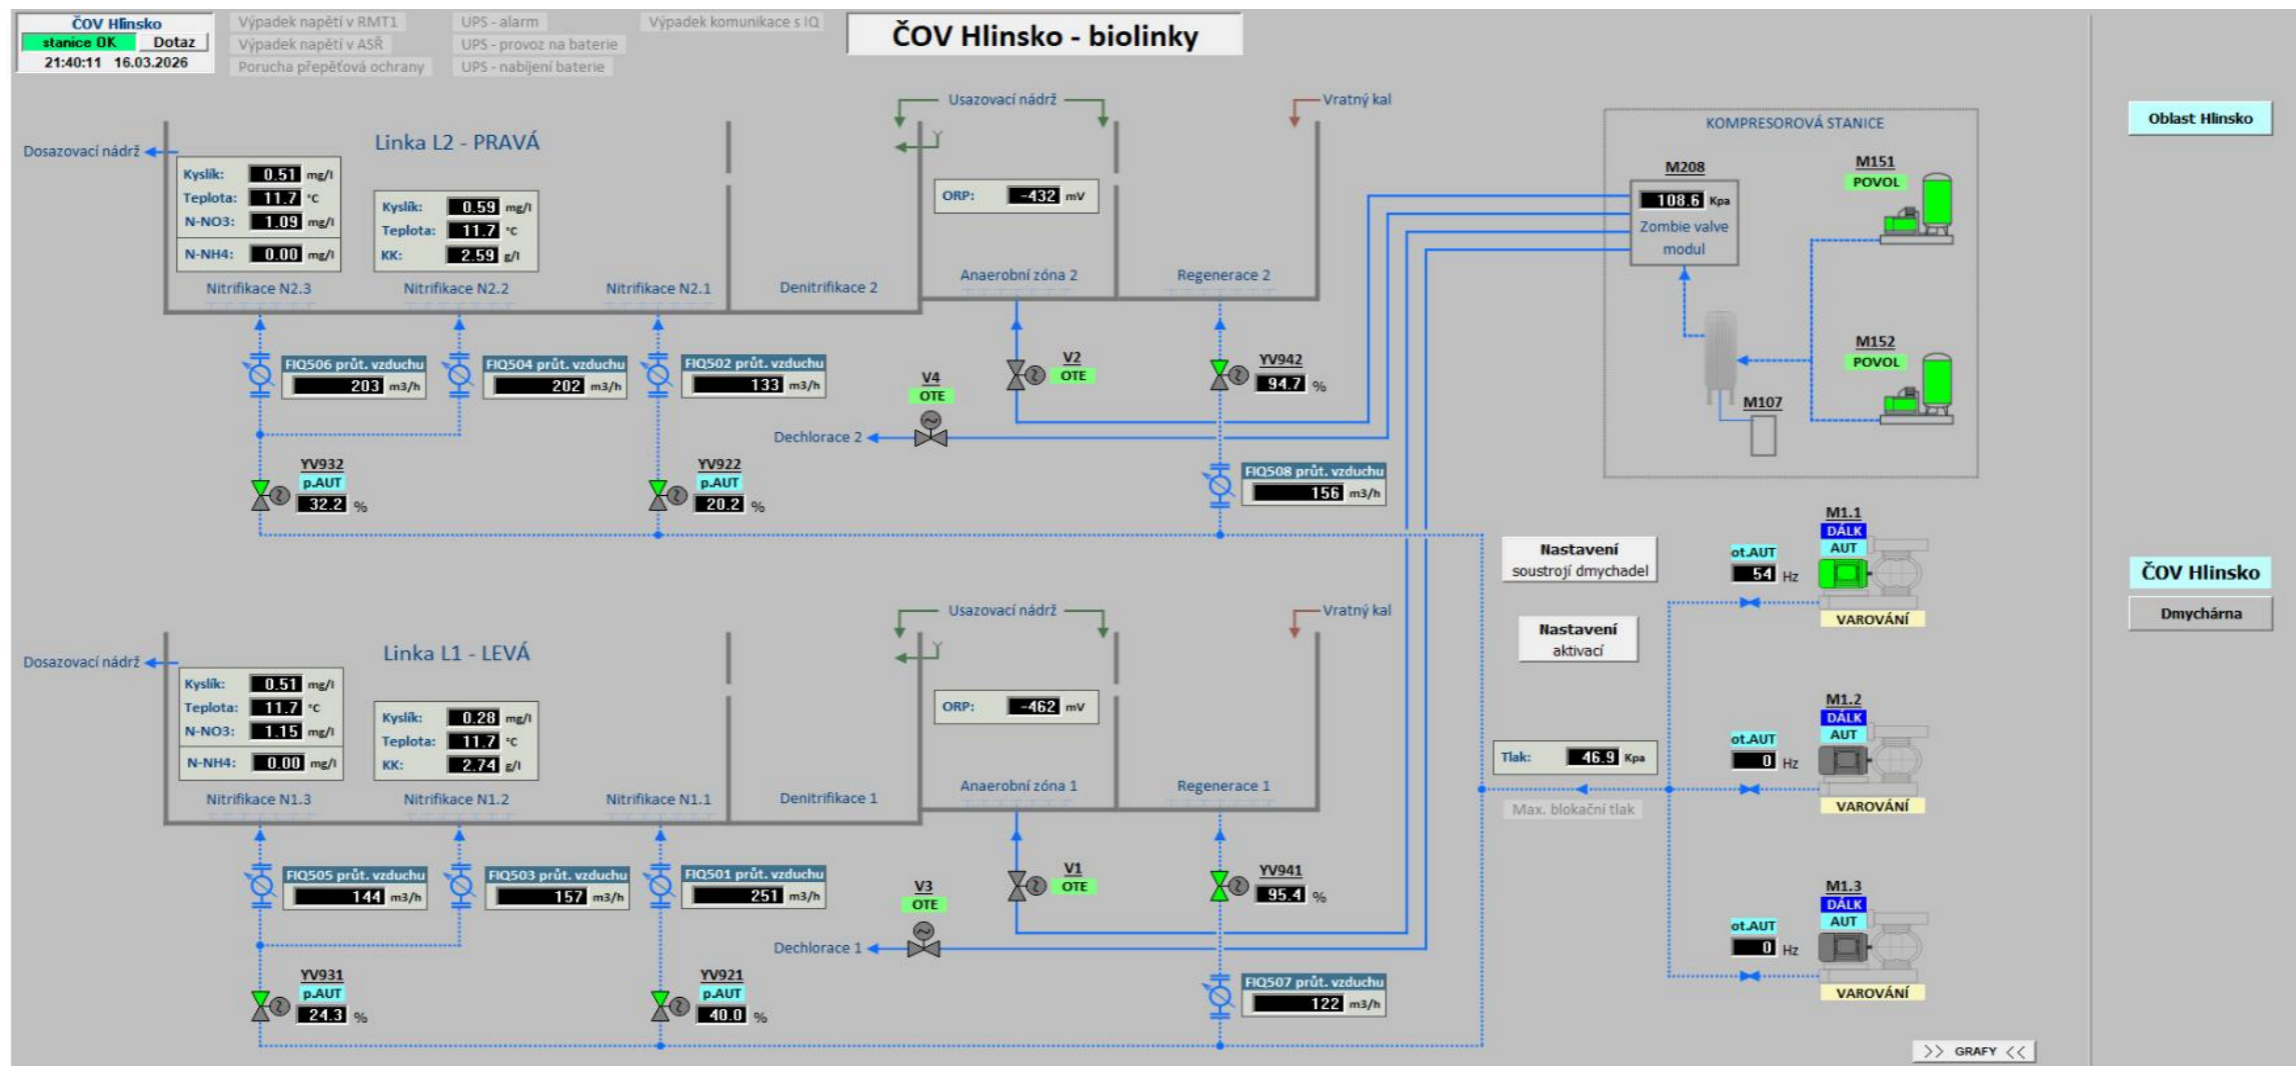 ČOV Hlinsko
stanice OK Dotaz
21:40:11 16.03.2026
Výpadek napětí v RMT1
Výpadek napětí v ASŘ
Porucha přepěťová ochrany
UPS - alarm
UPS - provoz na baterie
UPS - nabíjení baterie
Výpadek komunikace s IQ
ČOV Hlinsko - biolinky
Dosazovací nádrž
Linka L2 - PRAVÁ
Kyslík: 0.51 mg/l
Teplota: 11.7 °C
N-NO3: 1.09 mg/l
N-NH4: 0.00 mg/l
Kyslík: 0.59 mg/l
Teplota: 11.7 °C
KK: 2.59 g/l
Usazovací nádrž
Vratný kal
ORP: -432 mV
Nitrifikace N2.3
Nitrifikace N2.2
Nitrifikace N2.1
Denitrifikace 2
Anaerobní zóna 2
Regenerace 2
FIQ506 průt. vzduchu
203 m3/h
FIQ504 průt. vzduchu
202 m3/h
FIQ502 průt. vzduchu
133 m3/h
V4
OTE
V2
OTE
YV942
94.7 %
Dechlorace 2
YV932
p.AUT
32.2 %
YV922
p.AUT
20.2 %
FIQ508 průt. vzduchu
156 m3/h
KOMPRESOROVÁ STANICE
M208
108.6 Kpa
Zombie valve
modul
M151
POVOL
M152
POVOL
M107
Oblast Hlinsko
Nastavení
soustrojí dmychadel
Nastavení
aktivací
M1.1
DÁLK
AUT
ot.AUT
54 Hz
VAROVÁNÍ
ČOV Hlinsko
Dmychárna
Dosazovací nádrž
Linka L1 - LEVÁ
Kyslík: 0.51 mg/l
Teplota: 11.7 °C
N-NO3: 1.15 mg/l
N-NH4: 0.00 mg/l
Kyslík: 0.28 mg/l
Teplota: 11.7 °C
KK: 2.74 g/l
Usazovací nádrž
Vratný kal
ORP: -462 mV
Nitrifikace N1.3
Nitrifikace N1.2
Nitrifikace N1.1
Denitrifikace 1
Anaerobní zóna 1
Regenerace 1
Tlak: 46.9 Kpa
Max. blokační tlak
M1.2
DÁLK
AUT
ot.AUT
0 Hz
VAROVÁNÍ
FIQ505 průt. vzduchu
144 m3/h
FIQ503 průt. vzduchu
157 m3/h
FIQ501 průt. vzduchu
251 m3/h
V3
OTE
V1
OTE
YV941
95.4 %
Dechlorace 1
YV931
p.AUT
24.3 %
YV921
p.AUT
40.0 %
FIQ507 průt. vzduchu
122 m3/h
M1.3
DÁLK
AUT
ot.AUT
0 Hz
VAROVÁNÍ
>> GRAFY <<